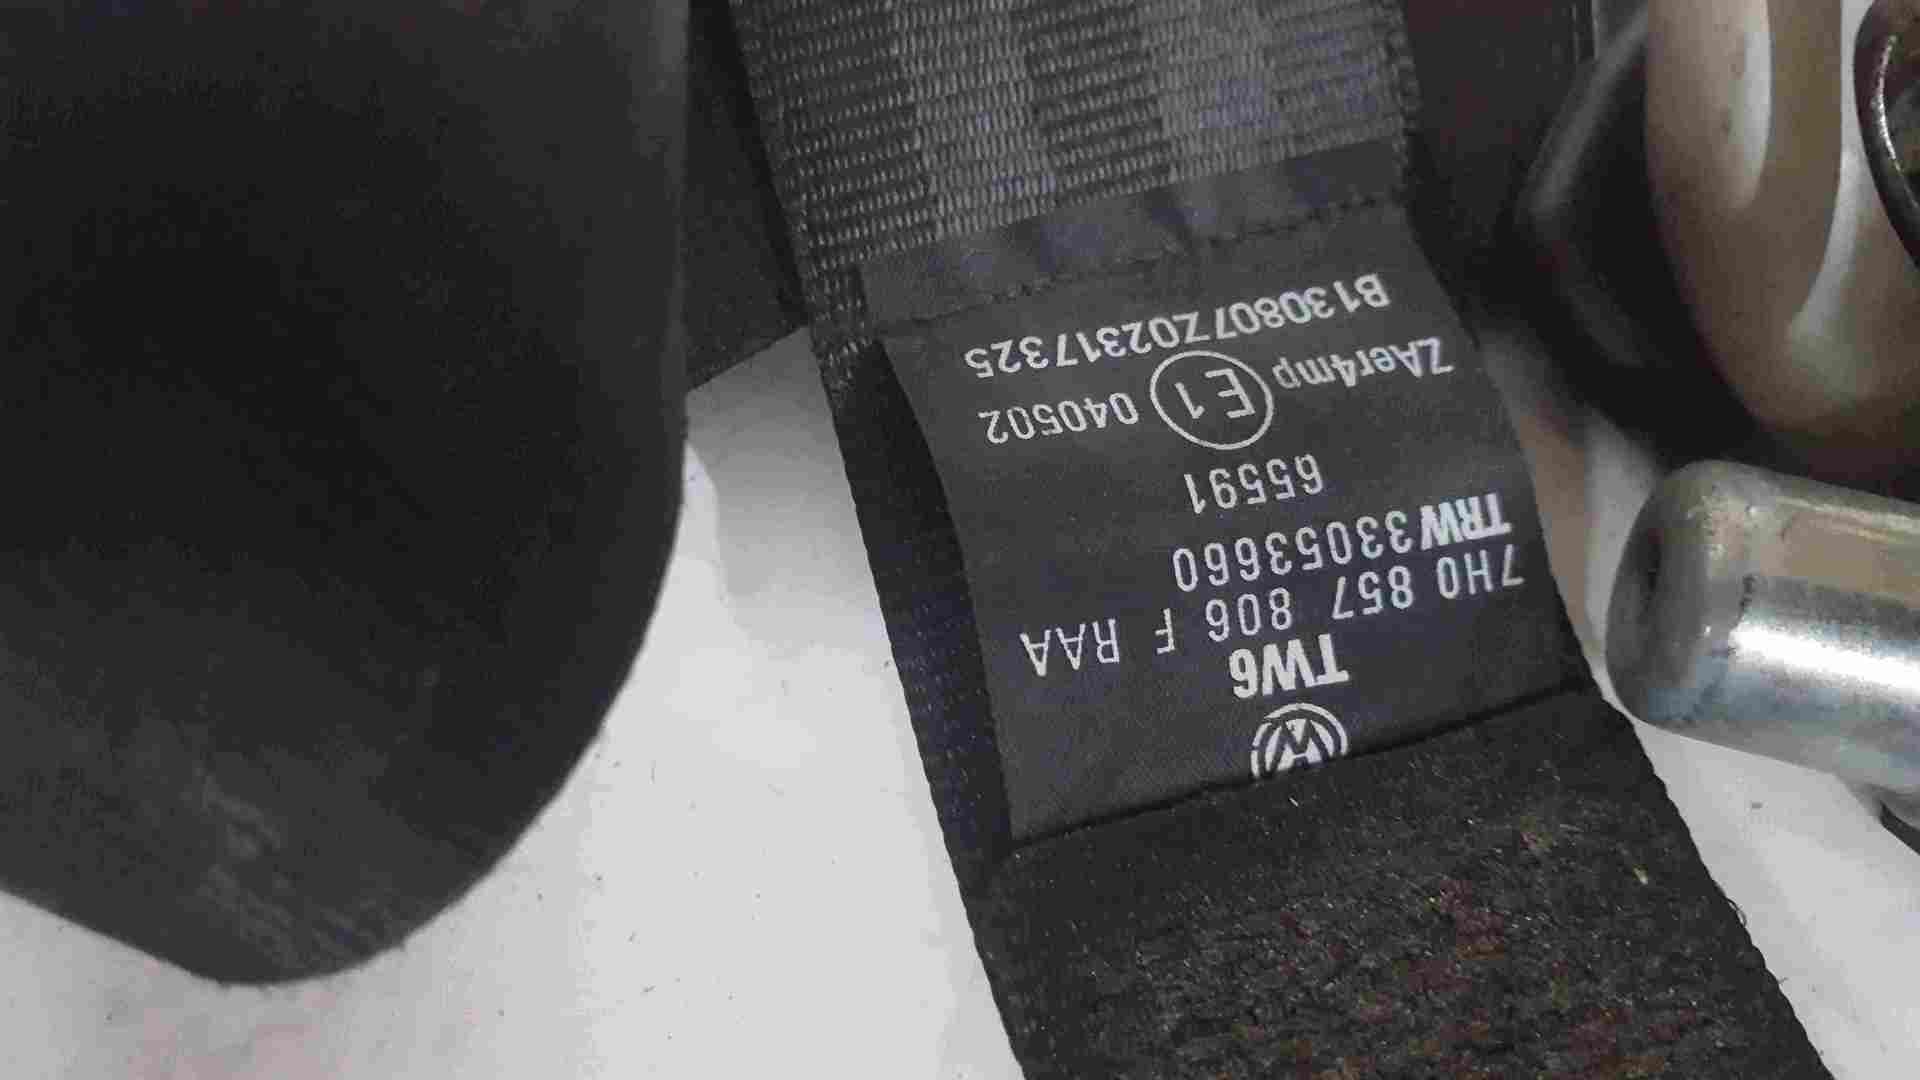 TW6
7H0 857 806 F RAA
TRW 33053660
65591
ZAer4mp E1 040502
B130807Z02317325